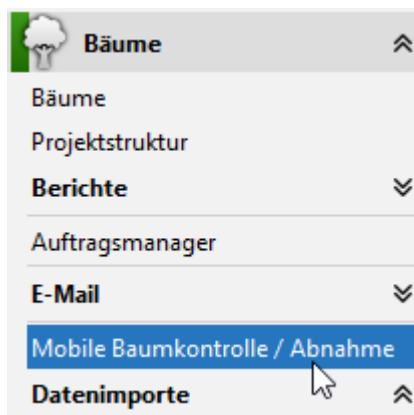 Bäume
Bäume
Projektstruktur
Berichte
Auftragsmanager
E-Mail
Mobile Baumkontrolle / Abnahme
Datenimporte